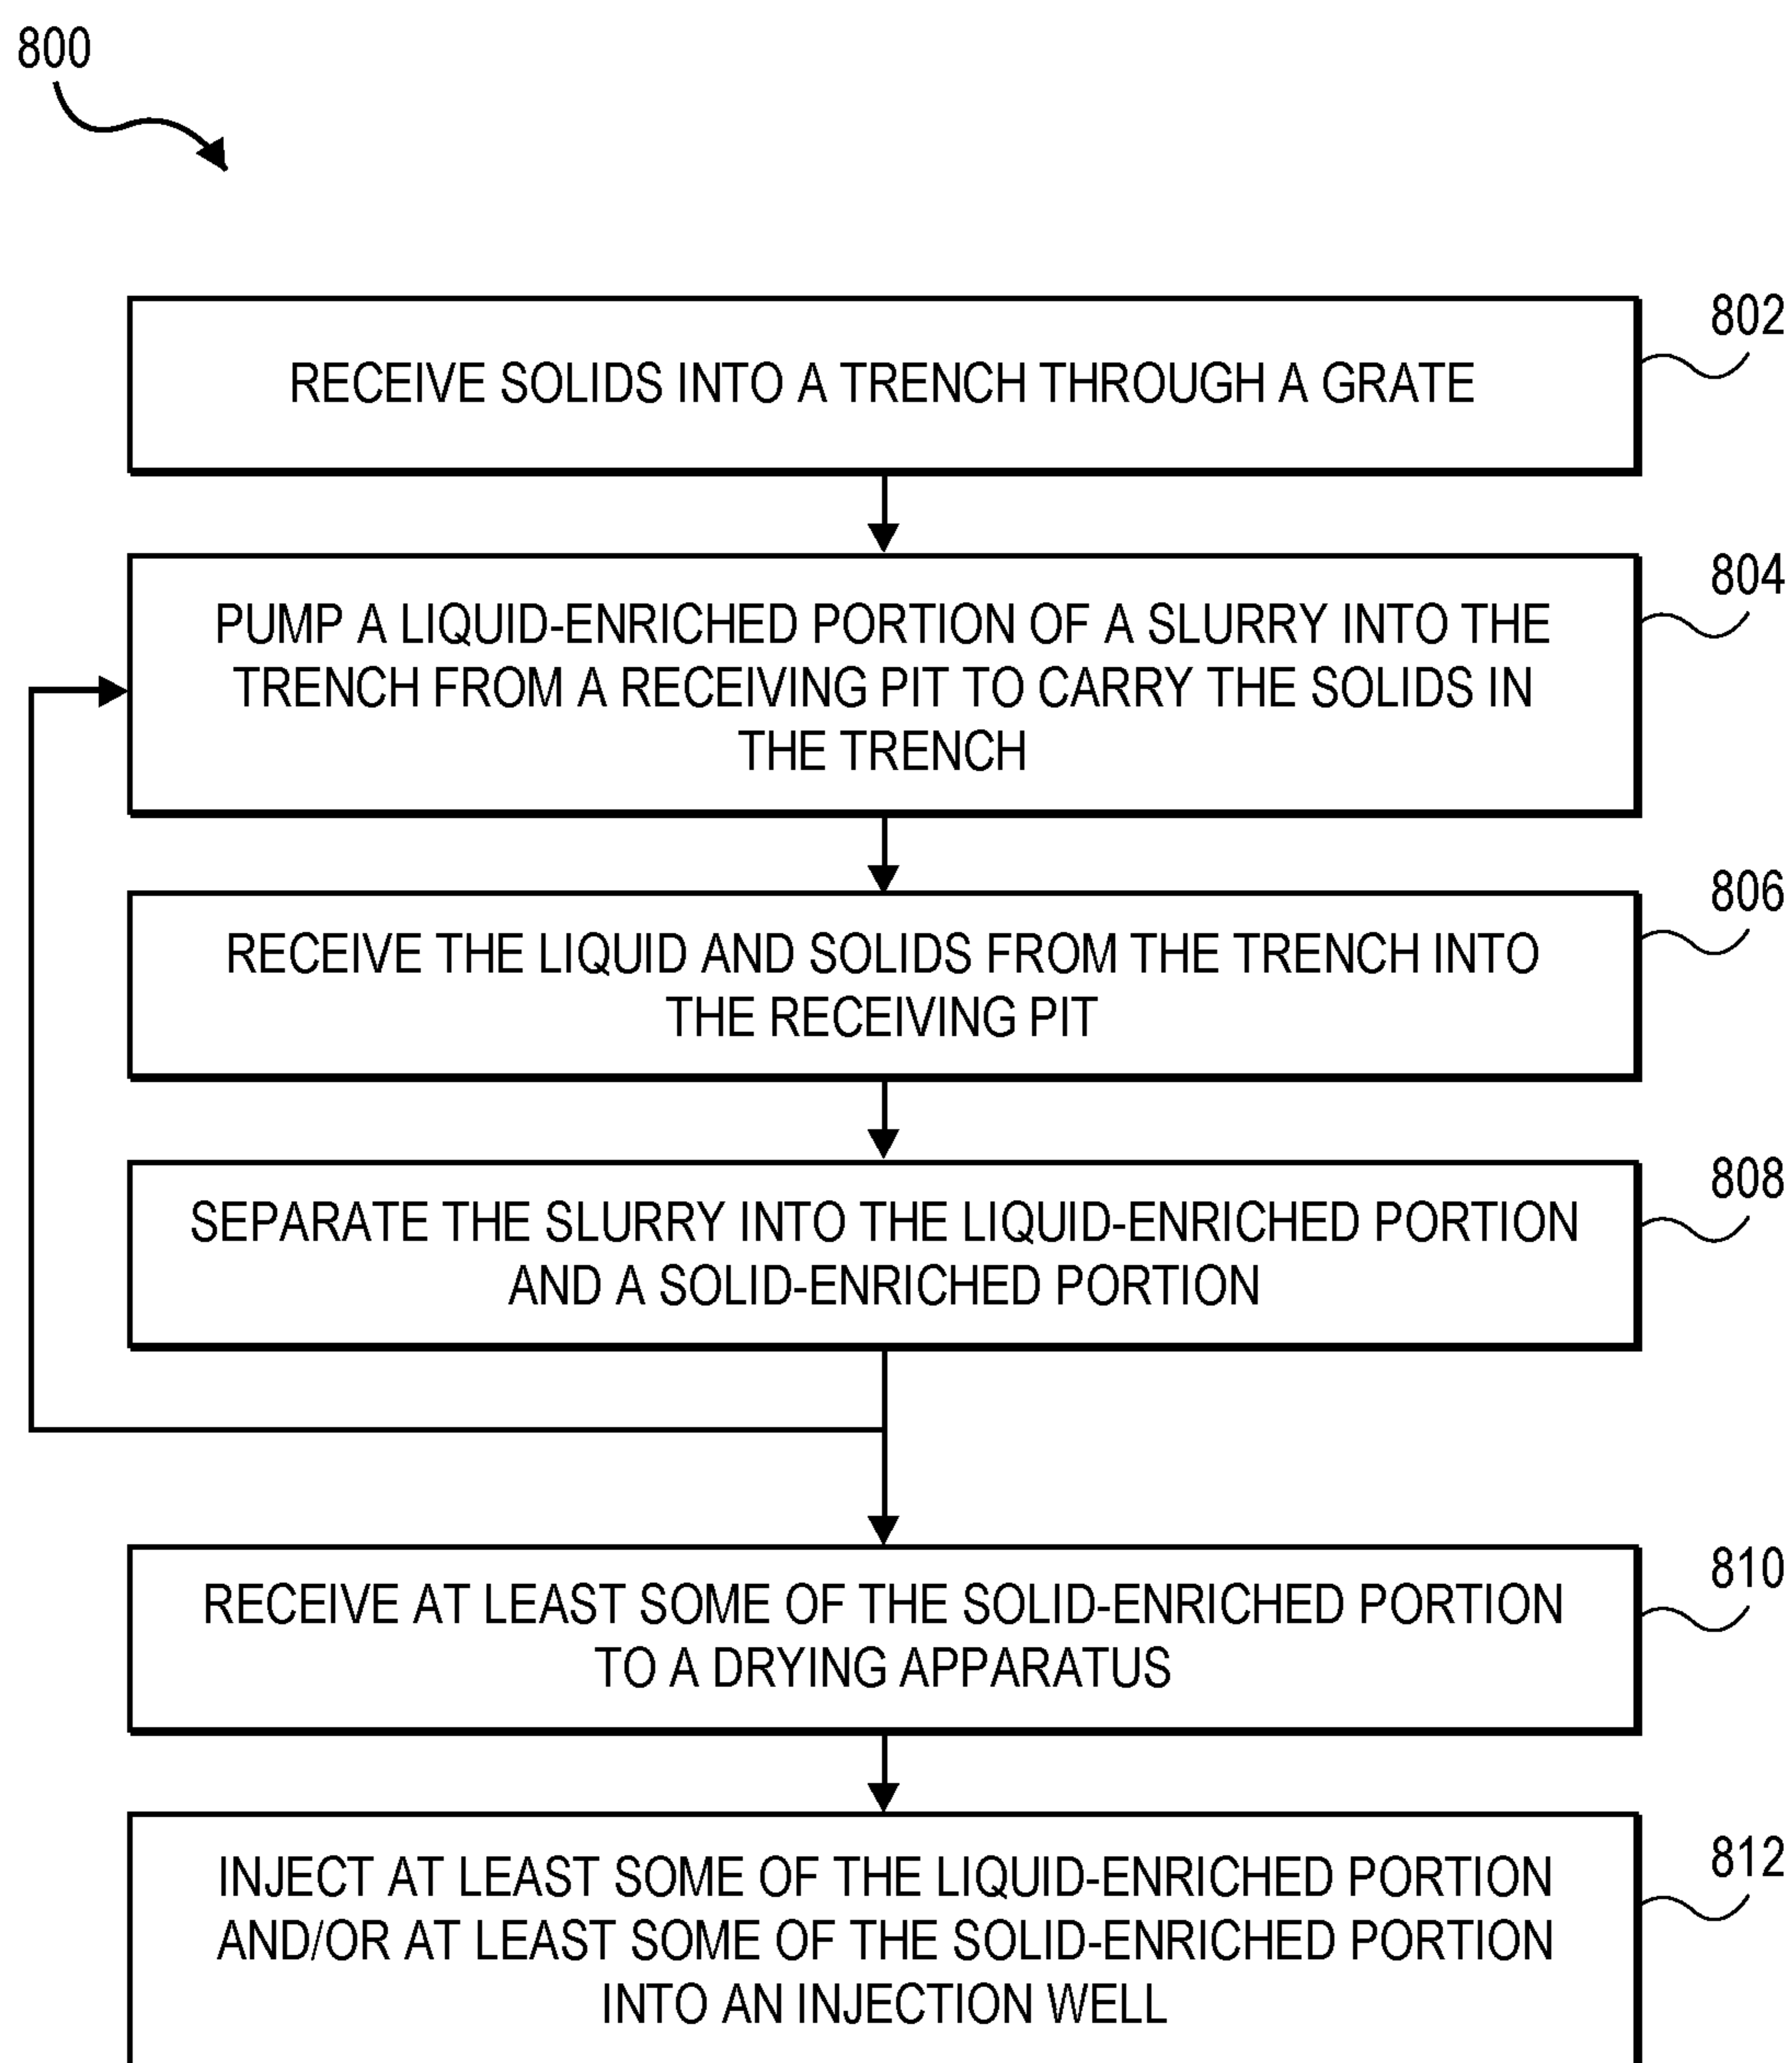 800
802
RECEIVE SOLIDS INTO A TRENCH THROUGH A GRATE
804
PUMP A LIQUID-ENRICHED PORTION OF A SLURRY INTO THE
TRENCH FROM A RECEIVING PIT TO CARRY THE SOLIDS IN
THE TRENCH
806
RECEIVE THE LIQUID AND SOLIDS FROM THE TRENCH INTO
THE RECEIVING PIT
808
SEPARATE THE SLURRY INTO THE LIQUID-ENRICHED PORTION
AND A SOLID-ENRICHED PORTION
810
RECEIVE AT LEAST SOME OF THE SOLID-ENRICHED PORTION
TO A DRYING APPARATUS
812
INJECT AT LEAST SOME OF THE LIQUID-ENRICHED PORTION
AND/OR AT LEAST SOME OF THE SOLID-ENRICHED PORTION
INTO AN INJECTION WELL